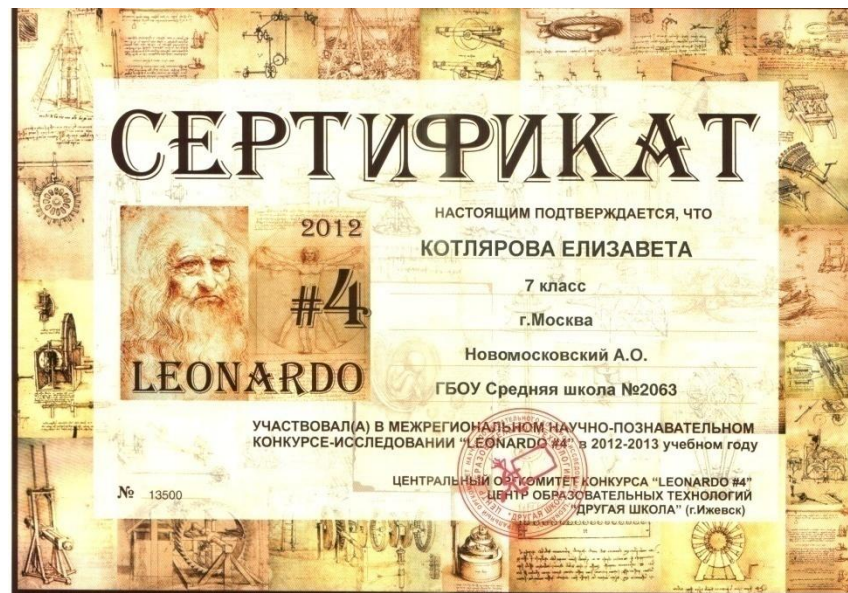 СЕРТИФИКАТ
2012
#4
LEONARDO
НАСТОЯЩИМ ПОДТВЕРЖДАЕТСЯ, ЧТО
КОТЛЯРОВА ЕЛИЗАВЕТА
7 класс
г.Москва
Новомосковский А.О.
ГБОУ Средняя школа №2063
УЧАСТВОВАЛ(А) В МЕЖРЕГИОНАЛЬНОМ НАУЧНО-ПОЗНАВАТЕЛЬНОМ
КОНКУРСЕ-ИССЛЕДОВАНИИ "LEONARDO #4" в 2012-2013 учебном году
ЦЕНТРАЛЬНЫЙ ОРГКОМИТЕТ КОНКУРСА "LEONARDO #4"
ЦЕНТР ОБРАЗОВАТЕЛЬНЫХ ТЕХНОЛОГИЙ
"ДРУГАЯ ШКОЛА" (г.Ижевск)
№ 13500